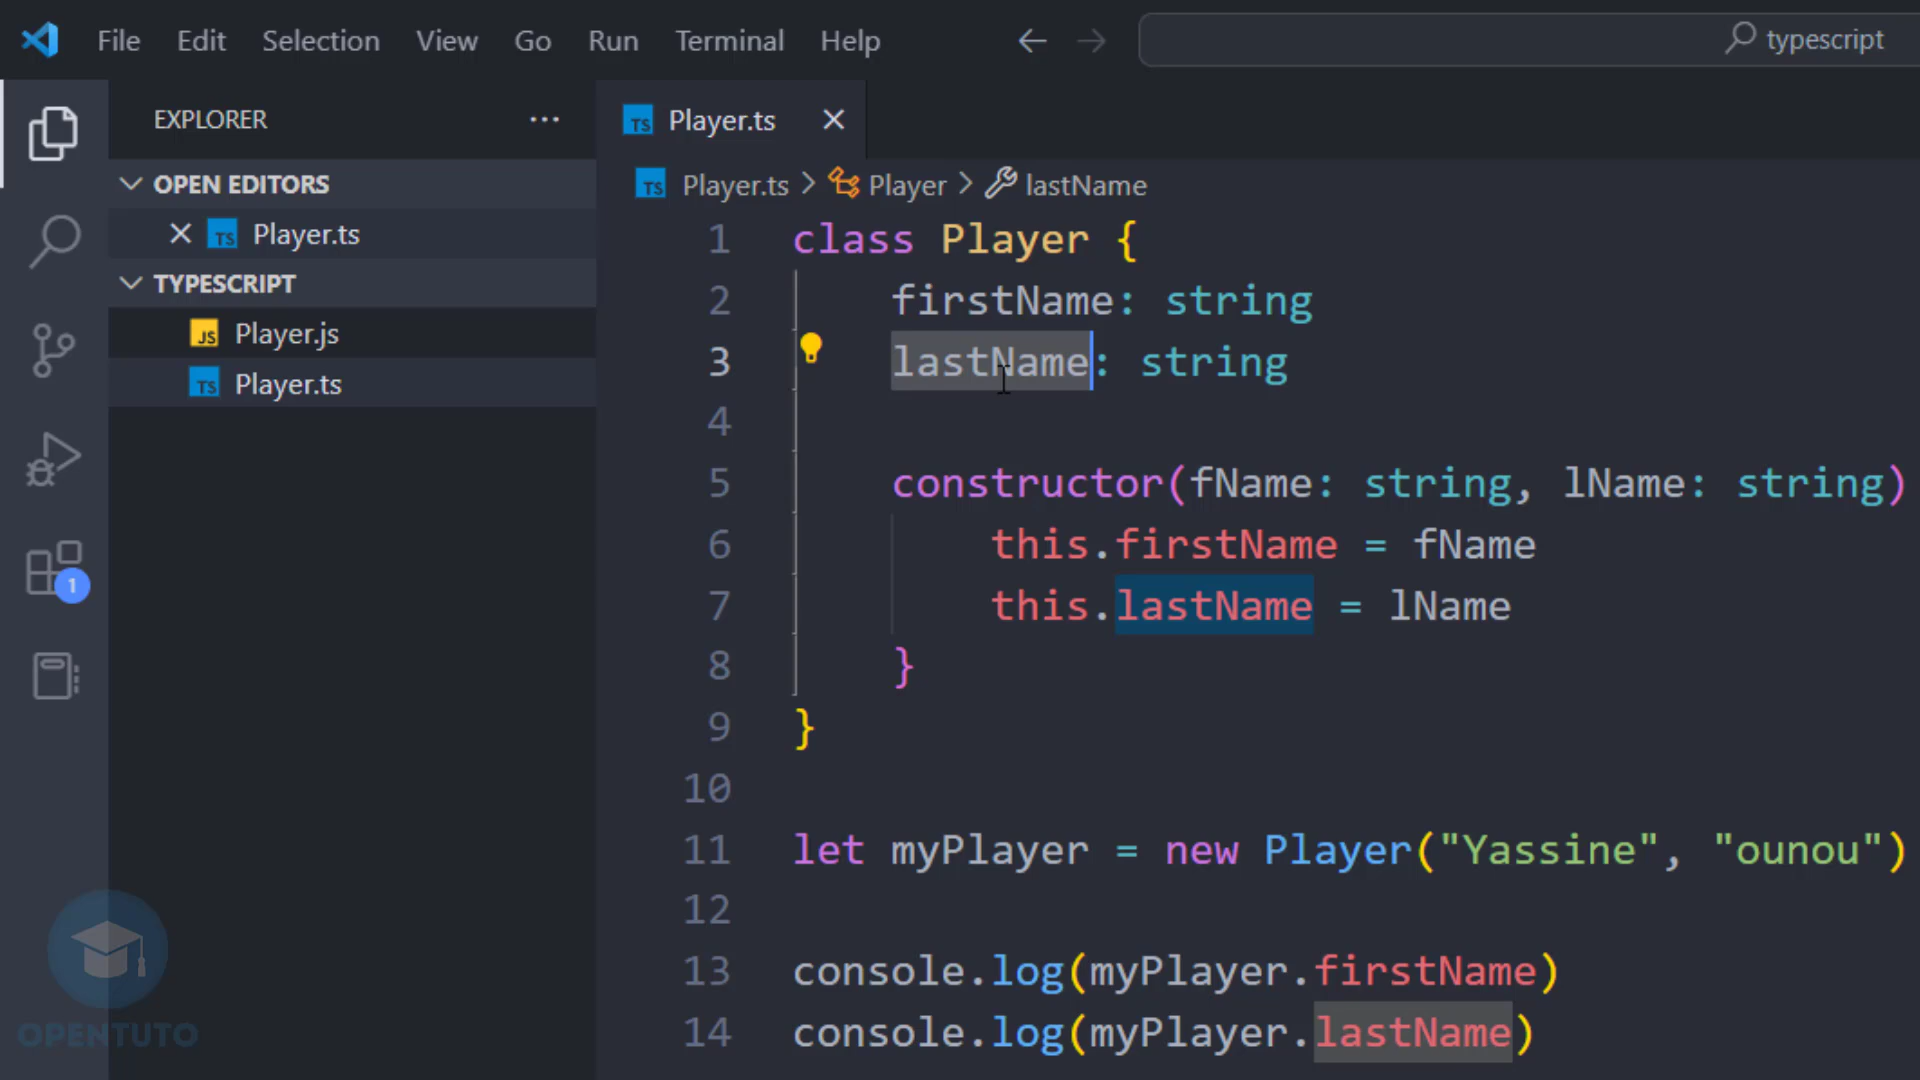 File Edit Selection View Go Run Terminal Help typescript
EXPLORER ...
Player.ts
OPEN EDITORS
Player.ts
TYPESCRIPT
Player.js
Player.ts
1
Player.ts > Player > lastName
1 class Player {
2 firstName: string
3 lastName: string
4
5 constructor(fName: string, lName: string)
6 this.firstName = fName
7 this.lastName = lName
8 }
9 }
10
11 let myPlayer = new Player("Yassine", "ounou")
12
13 console.log(myPlayer.firstName)
14 console.log(myPlayer.lastName)
OPENTUTO